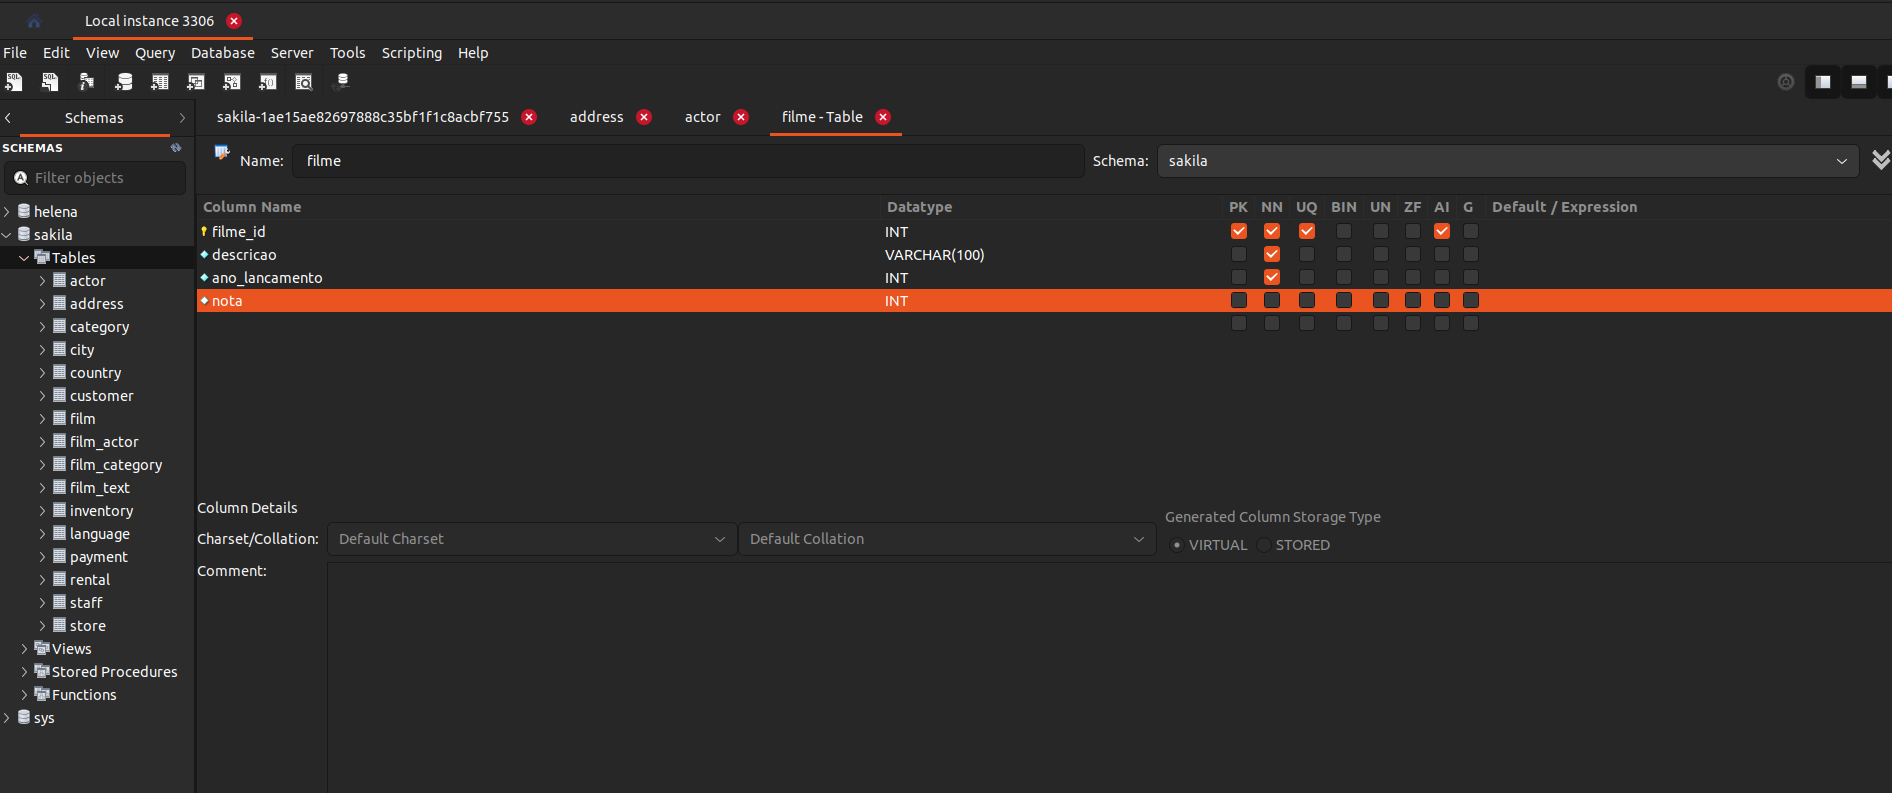 Local instance 3306
File Edit View Query Database Server Tools Scripting Help
Schemas
sakila-1ae15ae82697888c35bf1f1c8acbf755 address actor filme - Table
SCHEMAS
Name: filme Schema: sakila
Filter objects
Column Name Datatype PK NN UQ BIN UN ZF AI G Default / Expression
filme_id INT
descricao VARCHAR(100)
ano_lancamento INT
nota INT
helena
sakila
Tables
actor
address
category
city
country
customer
film
film_actor
film_category
film_text
inventory
language
payment
rental
staff
store
Views
Stored Procedures
Functions
sys
Column Details
Charset/Collation: Default Charset Default Collation
Generated Column Storage Type
VIRTUAL STORED
Comment: